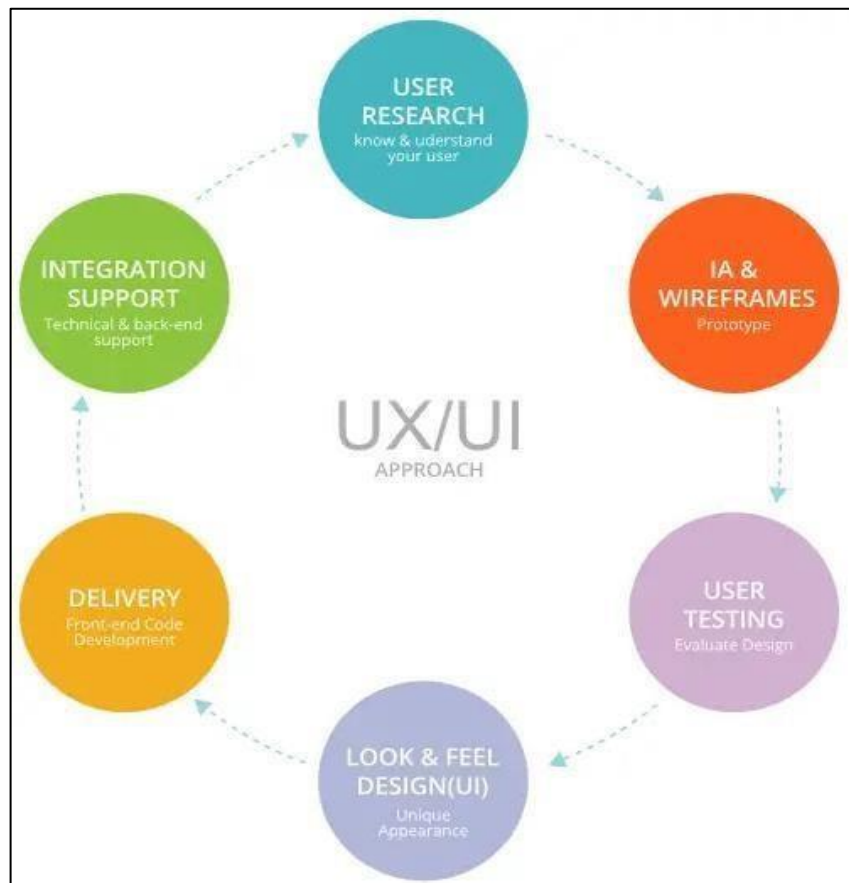 USER
RESEARCH
know & uderstand
your user
IA &
WIREFRAMES
Prototype
USER
TESTING
Evaluate Design
LOOK & FEEL
DESIGN(UI)
Unique
Appearance
DELIVERY
Front-end Code
Development
INTEGRATION
SUPPORT
Technical & back-end
support
UX/UI
APPROACH